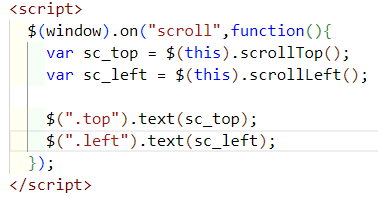 <script>
$(window).on("scroll",function(){
var sc_top = $(this).scrollTop();
var sc_left = $(this).scrollLeft();
$(".top").text(sc_top);
$(".left").text(sc_left);
});
</script>